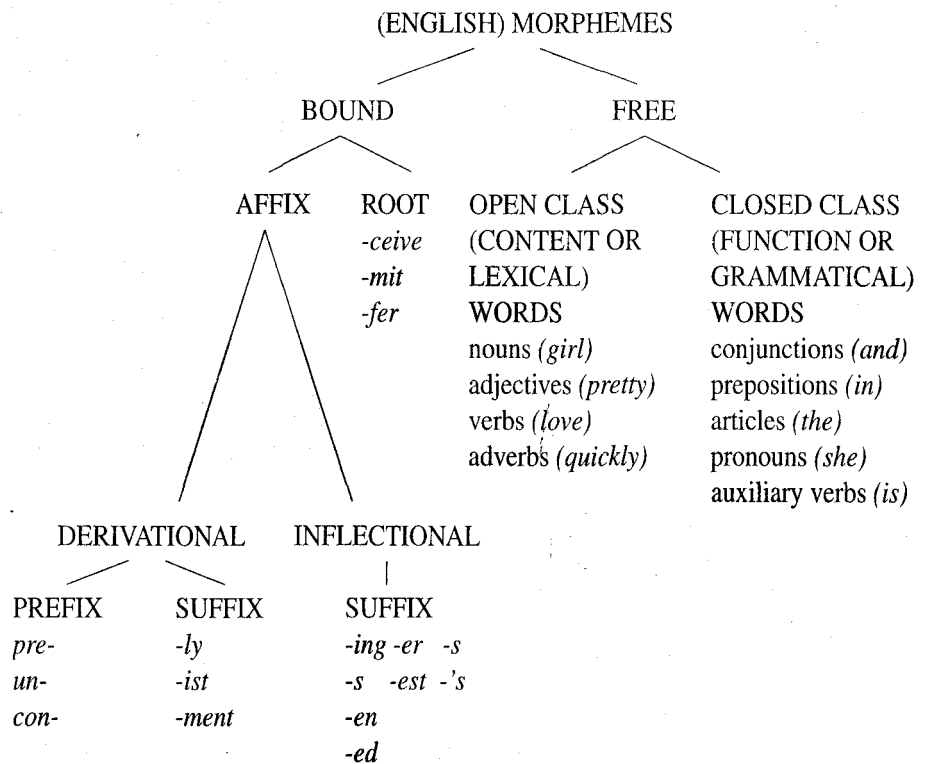 (ENGLISH) MORPHEMES
BOUND
FREE
AFFIX
ROOT
-ceive
-mit
-fer
OPEN CLASS
(CONTENT OR
LEXICAL)
WORDS
nouns (girl)
adjectives (pretty)
verbs (love)
adverbs (quickly)
CLOSED CLASS
(FUNCTION OR
GRAMMATICAL)
WORDS
conjunctions (and)
prepositions (in)
articles (the)
pronouns (she)
auxiliary verbs (is)
DERIVATIONAL
INFLECTIONAL
PREFIX
pre-
un-
con-
SUFFIX
-ly
-ist
-ment
SUFFIX
-ing -er -s
-s -est -'s
-en
-ed